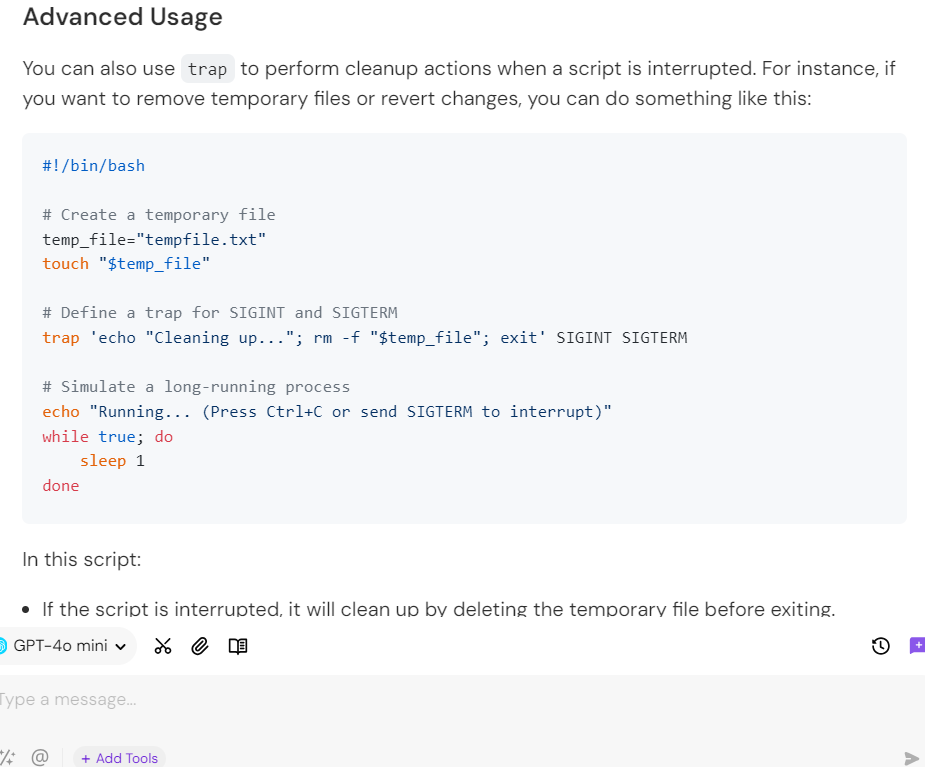 Advanced Usage
You can also use trap to perform cleanup actions when a script is interrupted. For instance, if
you want to remove temporary files or revert changes, you can do something like this:
#!/bin/bash
# Create a temporary file
temp_file="tempfile.txt"
touch "$temp_file"
# Define a trap for SIGINT and SIGTERM
trap 'echo "Cleaning up..."; rm -f "$temp_file"; exit' SIGINT SIGTERM
# Simulate a long-running process
echo "Running... (Press Ctrl+C or send SIGTERM to interrupt)"
while true; do
    sleep 1
done
In this script:
• If the script is interrupted, it will clean up by deleting the temporary file before exiting.
GPT-4o mini
Type a message...
@ + Add Tools